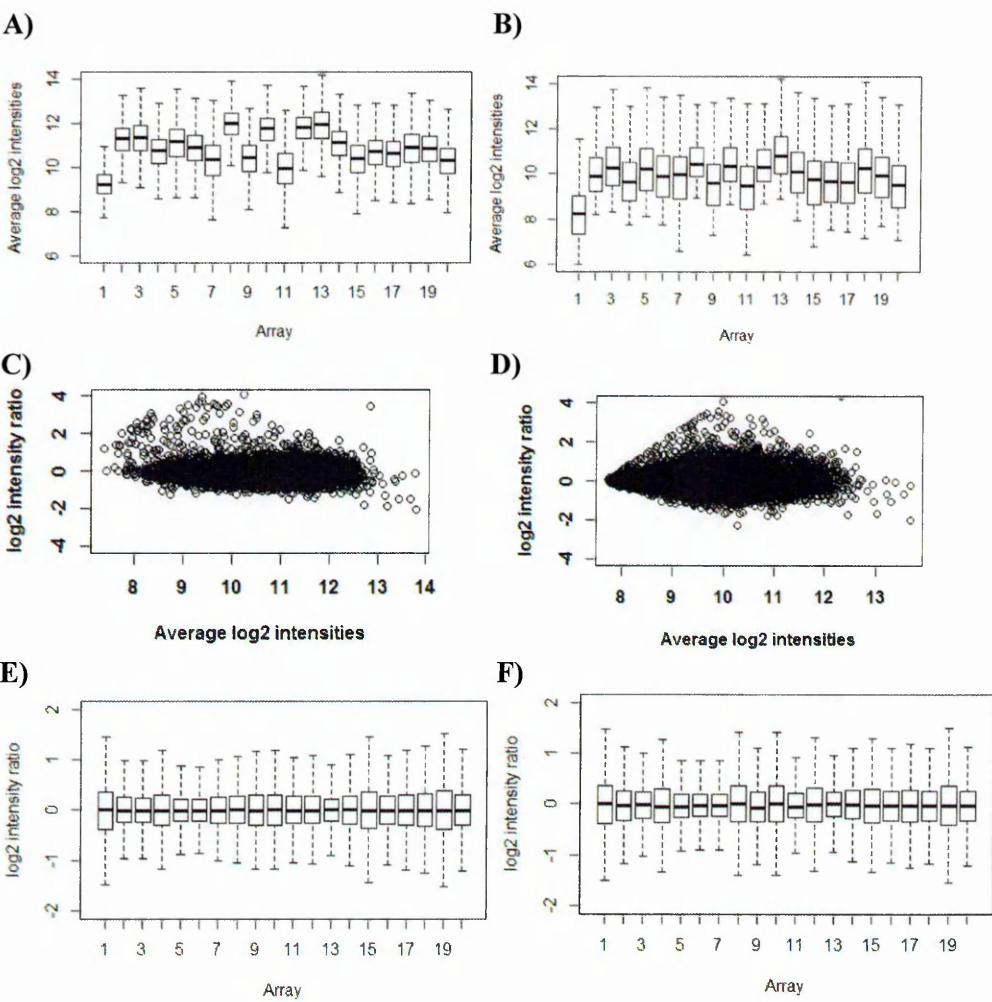 A)
B)
Average log2 intensities
14
12
10
8
6
1 3 5 7 9 11 13 15 17 19
Array
Average log2 intensities
14
12
10
8
6
1 3 5 7 9 11 13 15 17 19
Array
C)
D)
log2 intensity ratio
4
2
0
-2
-4
8 9 10 11 12 13 14
Average log2 intensities
log2 intensity ratio
4
2
0
-2
-4
8 9 10 11 12 13
Average log2 intensities
E)
F)
log2 intensity ratio
2
1
0
-1
-2
1 3 5 7 9 11 13 15 17 19
Array
log2 intensity ratio
2
1
0
-1
-2
1 3 5 7 9 11 13 15 17 19
Array